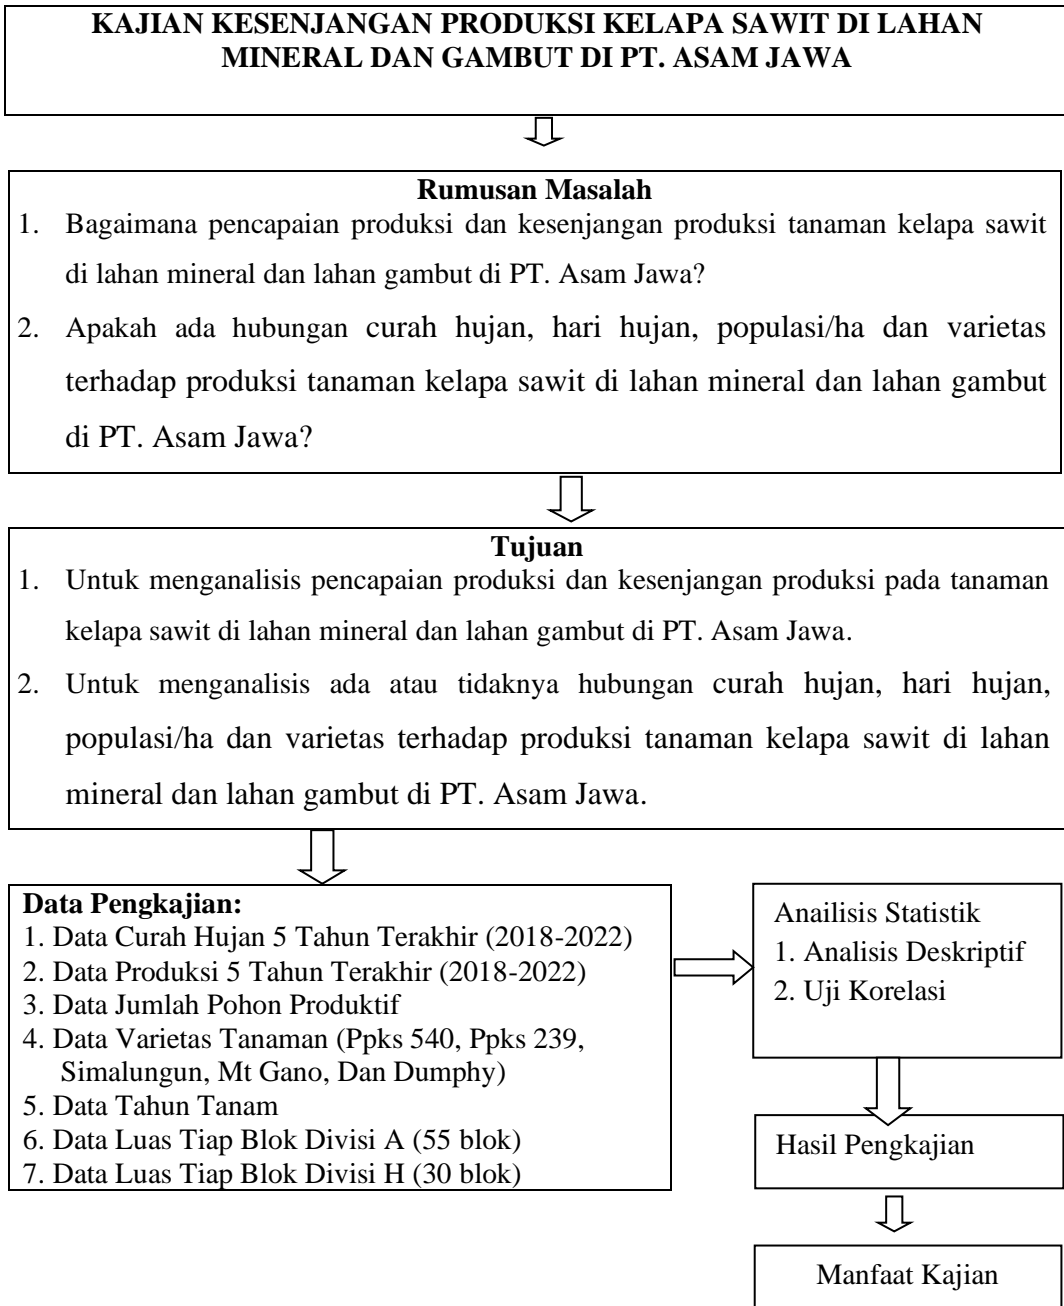 KAJIAN KESENJANGAN PRODUKSI KELAPA SAWIT DI LAHAN
MINERAL DAN GAMBUT DI PT. ASAM JAWA
Rumusan Masalah
1. Bagaimana pencapaian produksi dan kesenjangan produksi tanaman kelapa sawit
di lahan mineral dan lahan gambut di PT. Asam Jawa?
2. Apakah ada hubungan curah hujan, hari hujan, populasi/ha dan varietas
terhadap produksi tanaman kelapa sawit di lahan mineral dan lahan gambut
di PT. Asam Jawa?
Tujuan
1. Untuk menganalisis pencapaian produksi dan kesenjangan produksi pada tanaman
kelapa sawit di lahan mineral dan lahan gambut di PT. Asam Jawa.
2. Untuk menganalisis ada atau tidaknya hubungan curah hujan, hari hujan,
populasi/ha dan varietas terhadap produksi tanaman kelapa sawit di lahan
mineral dan lahan gambut di PT. Asam Jawa.
Data Pengkajian:
1. Data Curah Hujan 5 Tahun Terakhir (2018-2022)
2. Data Produksi 5 Tahun Terakhir (2018-2022)
3. Data Jumlah Pohon Produktif
4. Data Varietas Tanaman (Ppks 540, Ppks 239,
Simalungun, Mt Gano, Dan Dumphy)
5. Data Tahun Tanam
6. Data Luas Tiap Blok Divisi A (55 blok)
7. Data Luas Tiap Blok Divisi H (30 blok)
Anailisis Statistik
1. Analisis Deskriptif
2. Uji Korelasi
Hasil Pengkajian
Manfaat Kajian